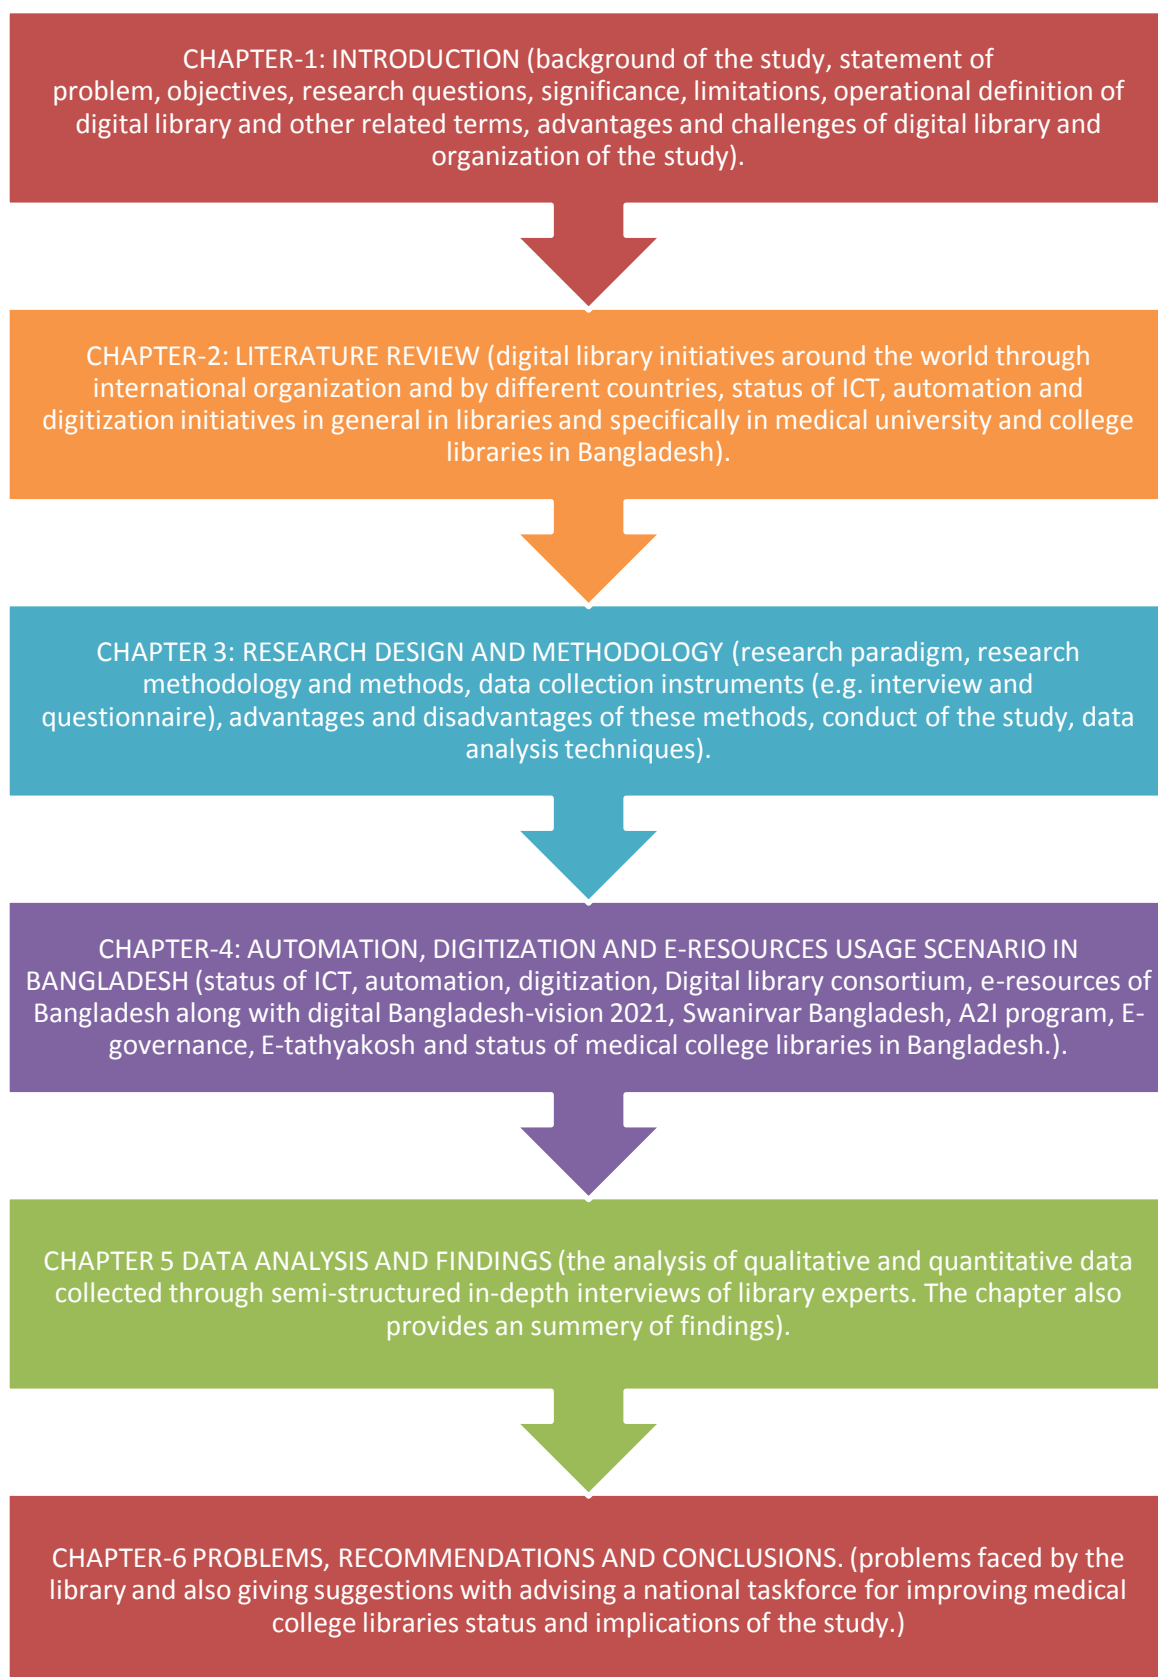 CHAPTER-1: INTRODUCTION (background of the study, statement of
problem, objectives, research questions, significance, limitations, operational definition of
digital library and other related terms, advantages and challenges of digital library and
organization of the study).
CHAPTER-2: LITERATURE REVIEW (digital library initiatives around the world through
international organization and by different countries, status of ICT, automation and
digitization initiatives in general in libraries and specifically in medical university and college
libraries in Bangladesh).
CHAPTER 3: RESEARCH DESIGN AND METHODOLOGY (research paradigm, research
methodology and methods, data collection instruments (e.g. interview and
questionnaire), advantages and disadvantages of these methods, conduct of the study, data
analysis techniques).
CHAPTER-4: AUTOMATION, DIGITIZATION AND E-RESOURCES USAGE SCENARIO IN
BANGLADESH (status of ICT, automation, digitization, Digital library consortium, e-resources of
Bangladesh along with digital Bangladesh-vision 2021, Swanirvar Bangladesh, A2I program, E-
governance, E-tathyakosh and status of medical college libraries in Bangladesh.).
CHAPTER 5 DATA ANALYSIS AND FINDINGS (the analysis of qualitative and quantitative data
collected through semi-structured in-depth interviews of library experts. The chapter also
provides an summery of findings).
CHAPTER-6 PROBLEMS, RECOMMENDATIONS AND CONCLUSIONS. (problems faced by the
library and also giving suggestions with advising a national taskforce for improving medical
college libraries status and implications of the study.)